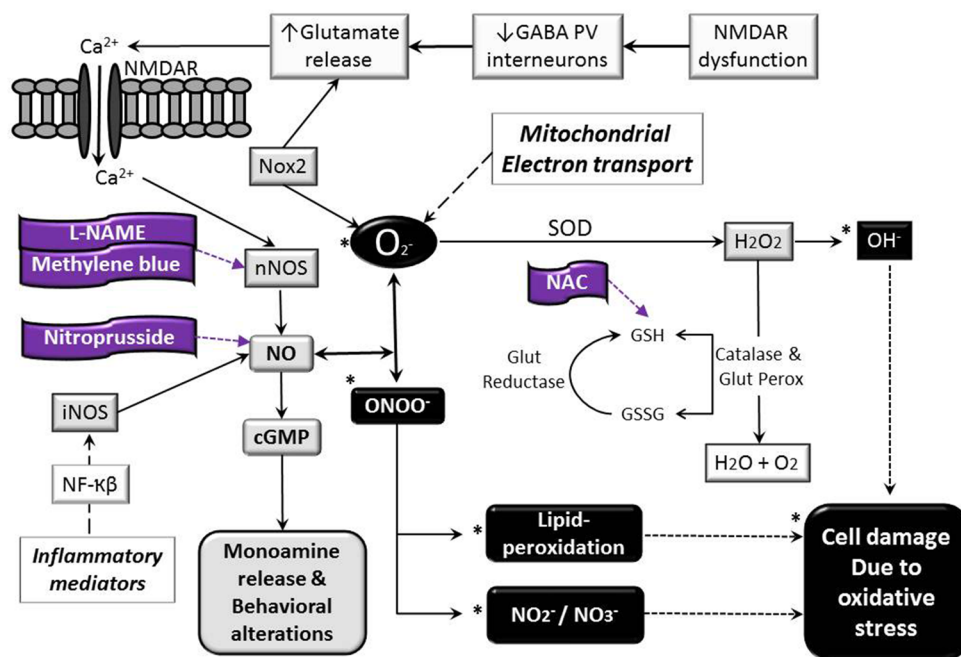 Ca²⁺
↑Glutamate
release
↓GABA PV
interneurons
NMDAR
dysfunction
NMDAR
Ca²⁺
Nox2
Mitochondrial
Electron transport
L-NAME
Methylene blue
nNOS
* O₂-
SOD
H₂O₂
* OH⁻
NAC
Nitroprusside
NO
GSH
Glut
Reductase
Catalase &
Glut Perox
GSSG
* ONOO⁻
iNOS
cGMP
H₂O + O₂
NF-κβ
Inflammatory
mediators
Monoamine
release &
Behavioral
alterations
* Lipid-
peroxidation
* NO₂⁻/ NO₃⁻
* Cell damage
Due to
oxidative
stress